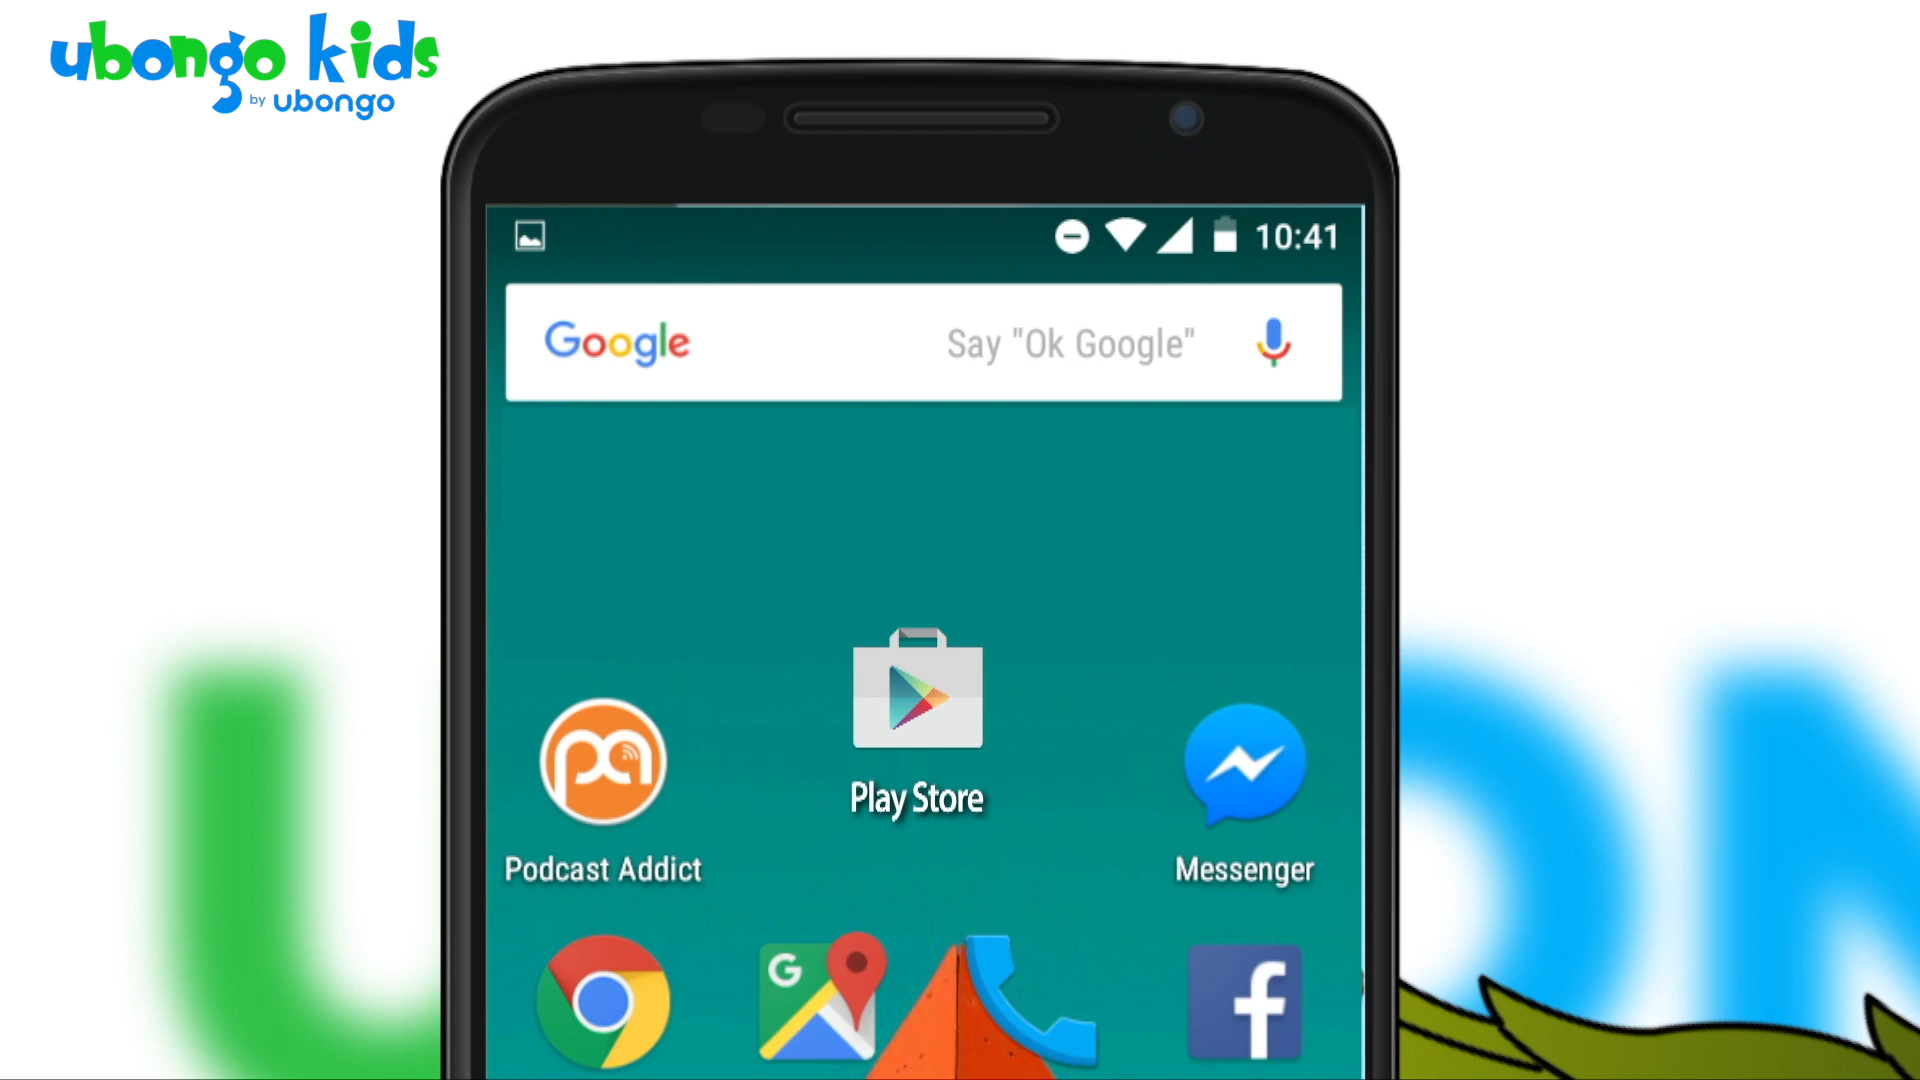 ubongo kids
by ubongo
10:41
Google
Say "Ok Google"
Play Store
Podcast Addict
Messenger
G
f